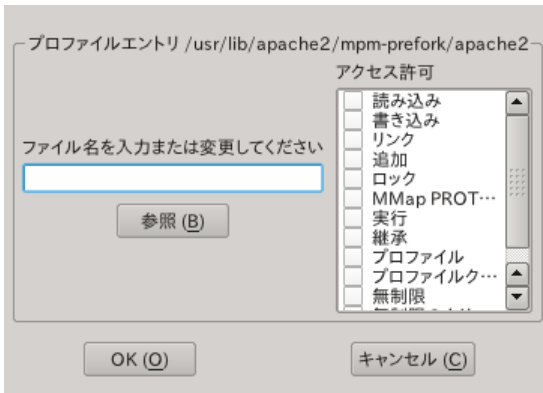 プロファイルエントリ /usr/lib/apache2/mpm-prefork/apache2
アクセス許可
ファイル名を入力または変更してください
参照 (B)
読み込み
書き込み
リンク
追加
ロック
MMap PROT…
実行
継承
プロファイル
プロファイルク…
無制限
OK (O)
キャンセル (C)